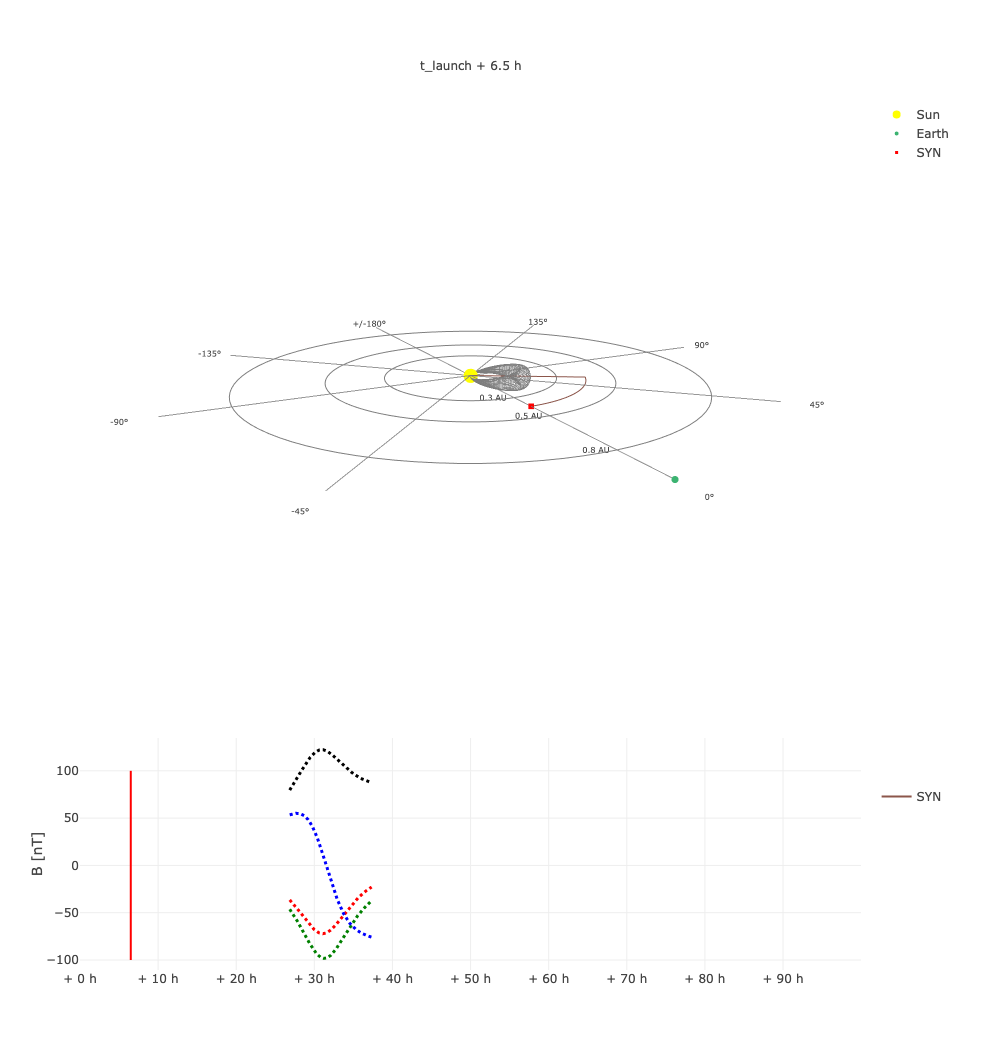 t_launch + 6.5 h
Sun
Earth
SYN
+/-180°
135°
-135°
90°
0.3 AU
45°
0.5 AU
-90°
0.8 AU
0°
-45°
100
50
0
−50
−100
B [nT]
SYN
+ 0 h
+ 10 h
+ 20 h
+ 30 h
+ 40 h
+ 50 h
+ 60 h
+ 70 h
+ 80 h
+ 90 h